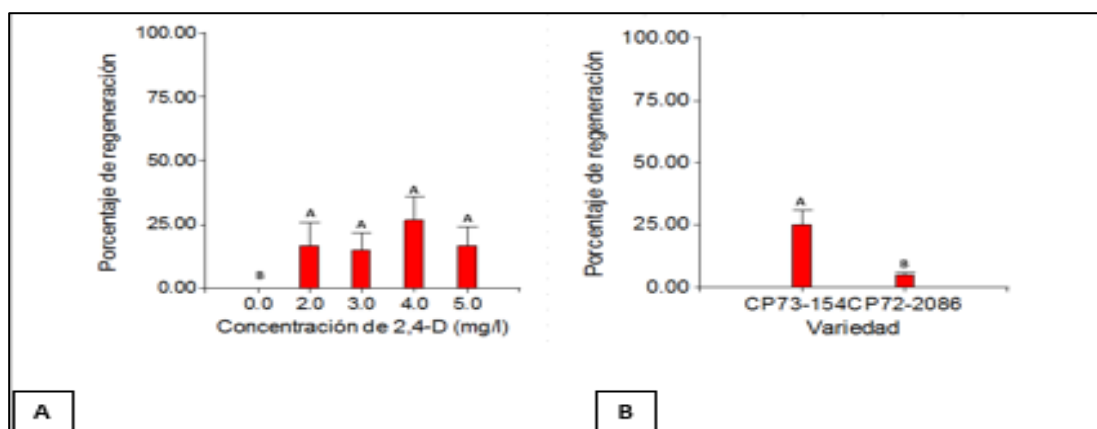 Porcentaje de regeneración
100.00
75.00
50.00
25.00
0.00
B
A
A
A
A
0.0 2.0 3.0 4.0 5.0
Concentración de 2,4-D (mg/l)
A
Porcentaje de regeneración
100.00
75.00
50.00
25.00
0.00
A
B
CP73-154CP72-2086
Variedad
B